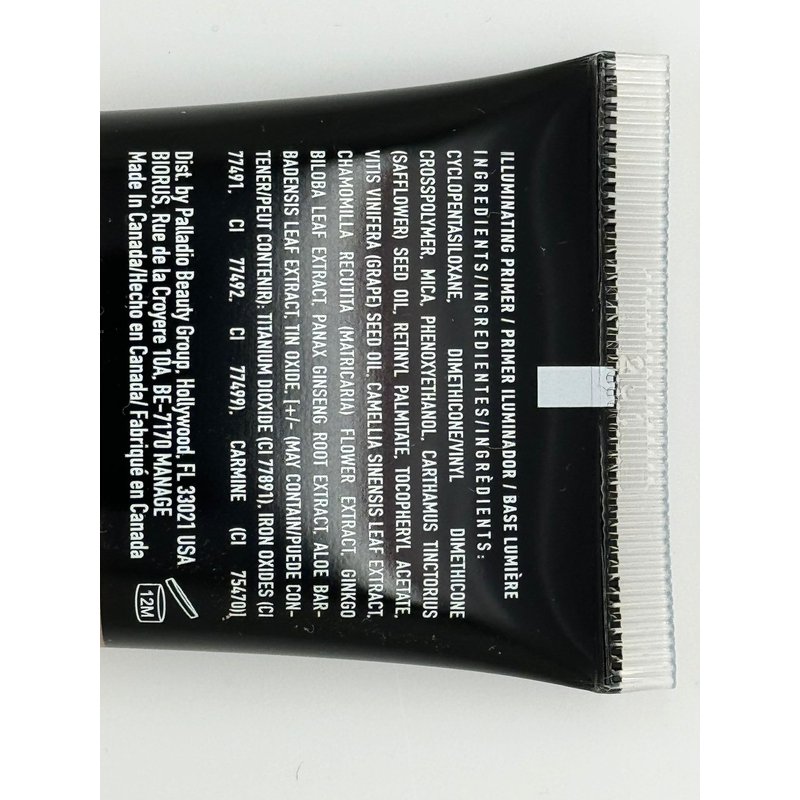 ILLUMINATING PRIMER / PRIMER ILUMINADOR / BASE LUMIÈRE
INGREDIENTS/INGREDIENTES/INGRÈDIENTS:
CYCLOPENTASILOXANE, DIMETHICONE/VINYL DIMETHICONE
CROSSPOLYMER, MICA, PHENOXYETHANOL, CARTHAMUS TINCTORIUS
(SAFFLOWER) SEED OIL, RETINYL PALMITATE, TOCOPHERYL ACETATE,
VITIS VINIFERA (GRAPE) SEED OIL, CAMELLIA SINENSIS LEAF EXTRACT,
CHAMOMILLA RECUTITA (MATRICARIA) FLOWER EXTRACT, GINKGO
BILOBA LEAF EXTRACT, PANAX GINSENG ROOT EXTRACT, ALOE BAR-
BADENSIS LEAF EXTRACT, TIN OXIDE, [+/- (MAY CONTAIN/PUEDE CON-
TENER/PEUT CONTENIR): TITANIUM DIOXIDE (CI 77891), IRON OXIDES (CI
77491, CI 77492, CI 77499), CARMINE (CI 75470)]
Dist. by Palladio Beauty Group, Hollywood, FL 33021 USA
BIORUS, Rue de la Croyere 10A, BE-7170 MANAGE
Made In Canada/Hecho en Canada/ Fabriqué en Canada
12M